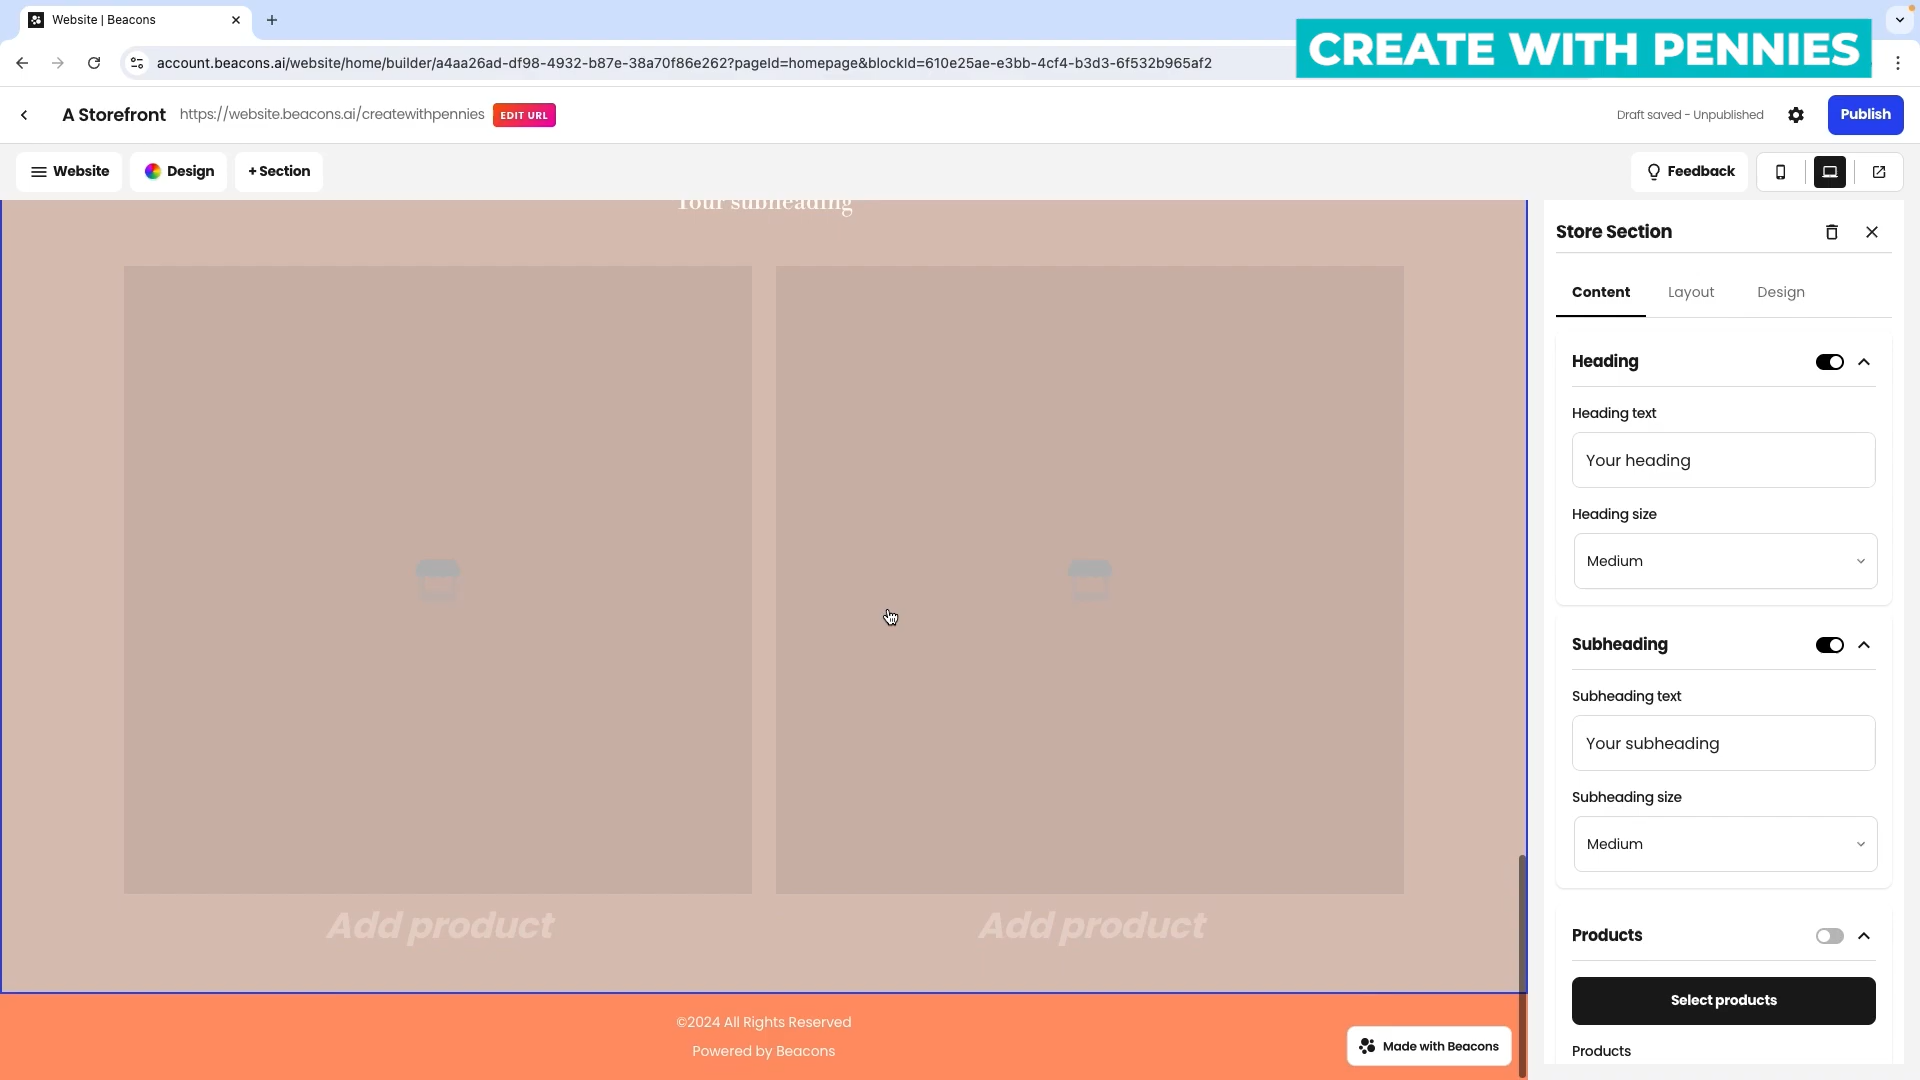 Website | Beacons
account.beacons.ai/website/home/builder/a4aa26ad-df98-4932-b87e-38a70f86e262?pageId=homepage&blockId=610e25ae-e3bb-4cf4-b3d3-6f532b965af2
CREATE WITH PENNIES
A Storefront https://website.beacons.ai/createwithpennies EDIT URL
Draft saved - Unpublished
Publish
Website
Design
+ Section
Feedback
Your subheading
Add product
Add product
©2024 All Rights Reserved
Powered by Beacons
Made with Beacons
Store Section
Content Layout Design
Heading
Heading text
Your heading
Heading size
Medium
Subheading
Subheading text
Your subheading
Subheading size
Medium
Products
Select products
Products